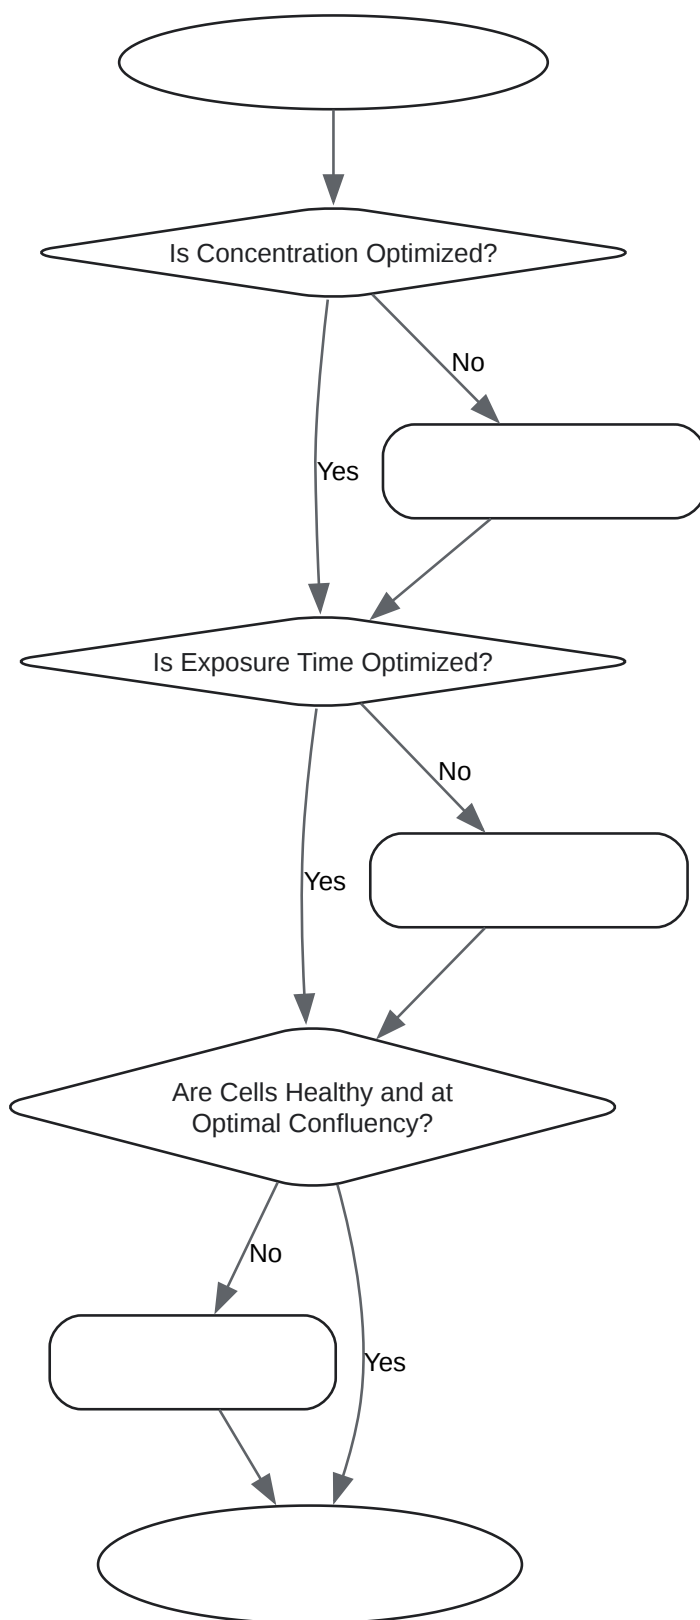 Is Concentration Optimized?
No
Yes
Is Exposure Time Optimized?
No
Yes
Are Cells Healthy and at
Optimal Confluency?
No
Yes